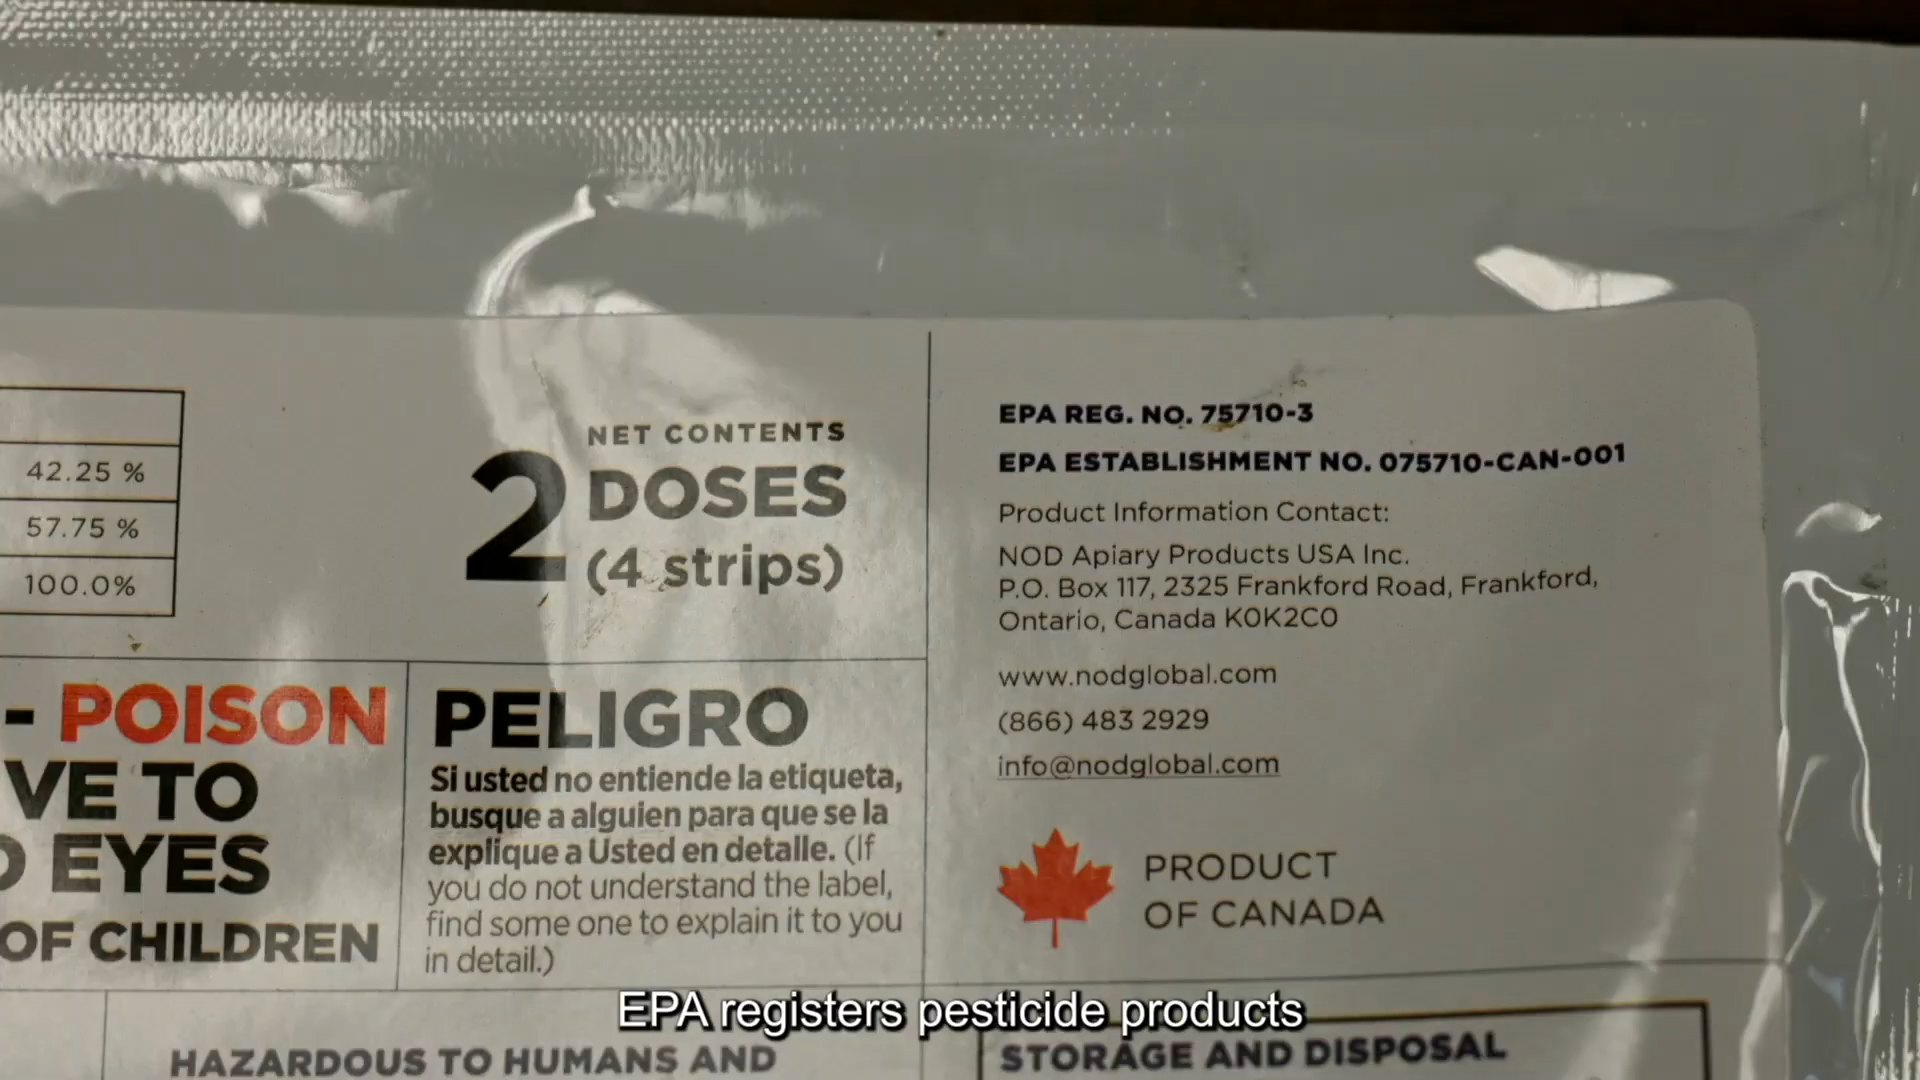 42.25 %
57.75 %
100.0%
NET CONTENTS
2 DOSES
(4 strips)
EPA REG. NO. 75710-3
EPA ESTABLISHMENT NO. 075710-CAN-001
Product Information Contact:
NOD Apiary Products USA Inc.
P.O. Box 117, 2325 Frankford Road, Frankford,
Ontario, Canada K0K2C0
www.nodglobal.com
(866) 483 2929
info@nodglobal.com
PRODUCT
OF CANADA
- POISON
VE TO
EYES
OF CHILDREN
PELIGRO
Si usted no entiende la etiqueta,
busque a alguien para que se la
explique a Usted en detalle. (If
you do not understand the label,
find some one to explain it to you
in detail.)
EPA registers pesticide products
HAZARDOUS TO HUMANS AND
STORAGE AND DISPOSAL